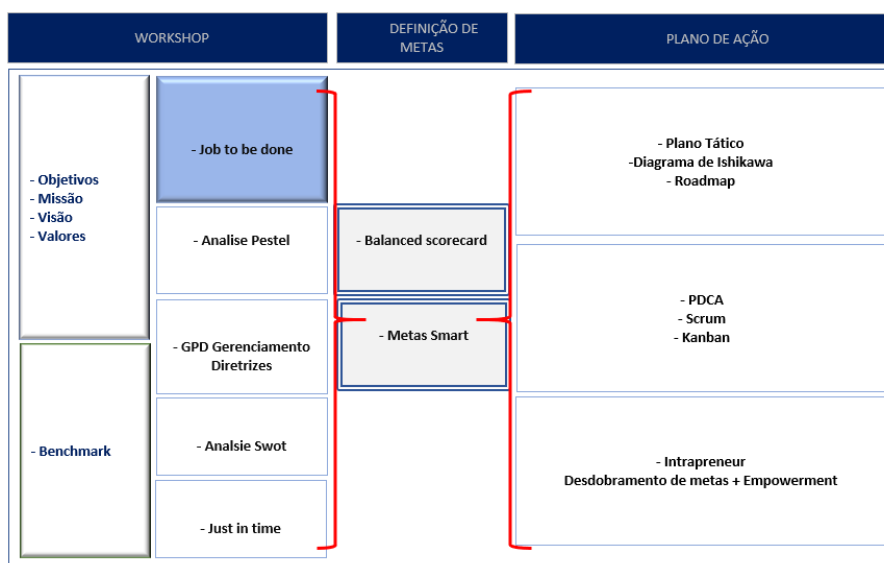 WORKSHOP
DEFINIÇÃO DE
METAS
PLANO DE AÇÃO
- Objetivos
- Missão
- Visão
- Valores
- Benchmark
- Job to be done
- Analise Pestel
- GPD Gerenciamento
Diretrizes
- Analsie Swot
- Just in time
- Balanced scorecard
- Metas Smart
- Plano Tático
-Diagrama de Ishikawa
- Roadmap
- PDCA
- Scrum
- Kanban
- Intrapreneur
Desdobramento de metas + Empowerment